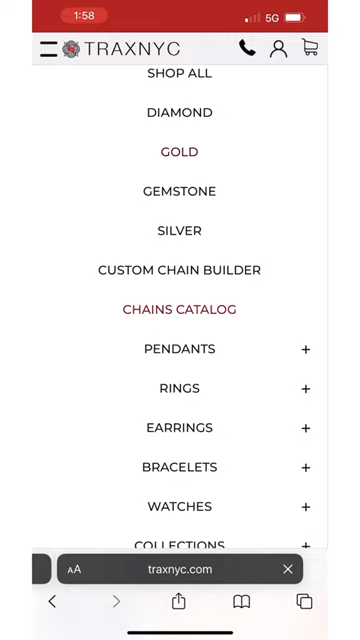 1:58
5G
TRAXNYC
SHOP ALL
DIAMOND
GOLD
GEMSTONE
SILVER
CUSTOM CHAIN BUILDER
CHAINS CATALOG
PENDANTS +
RINGS +
EARRINGS +
BRACELETS +
WATCHES +
COLLECTIONS +
AA traxnyc.com